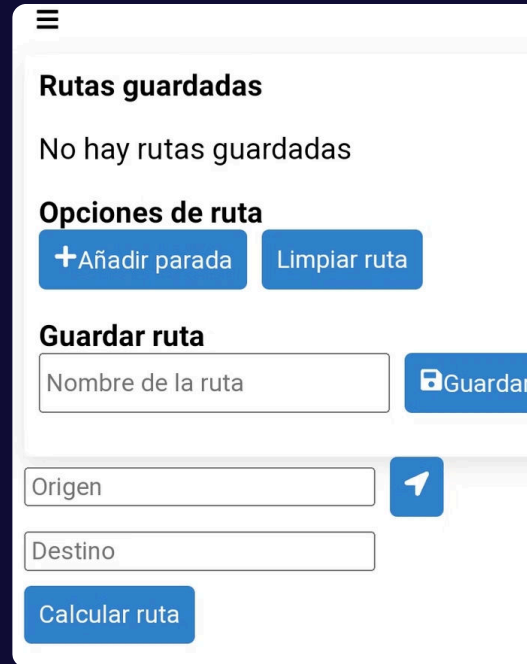 Rutas guardadas
No hay rutas guardadas
Opciones de ruta
Añadir parada Limpiar ruta
Guardar ruta
Nombre de la ruta Guardar
Origen
Destino
Calcular ruta